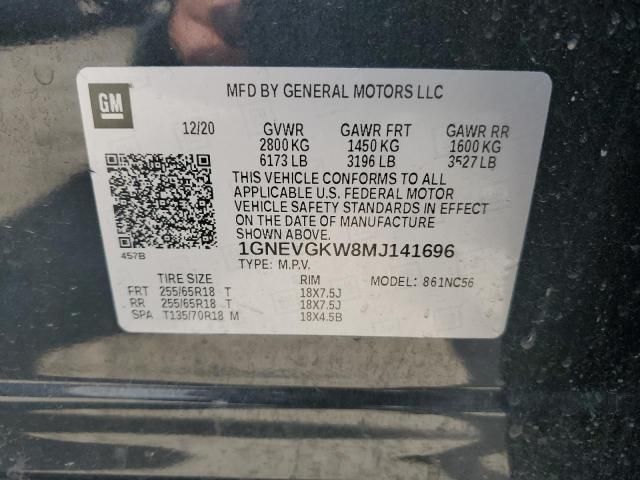 GM
MFD BY GENERAL MOTORS LLC
12/20 GVWR GAWR FRT GAWR RR
2800 KG 1450 KG 1600 KG
6173 LB 3196 LB 3527 LB
THIS VEHICLE CONFORMS TO ALL
APPLICABLE U.S. FEDERAL MOTOR
VEHICLE SAFETY STANDARDS IN EFFECT
ON THE DATE OF MANUFACTURE
SHOWN ABOVE.
457B
1GNEVGKW8MJ141696
TYPE: M.P.V.
TIRE SIZE RIM MODEL: 861NC56
FRT 255/65R18 T 18X7.5J
RR 255/65R18 T 18X7.5J
SPA T135/70R18 M 18X4.5B